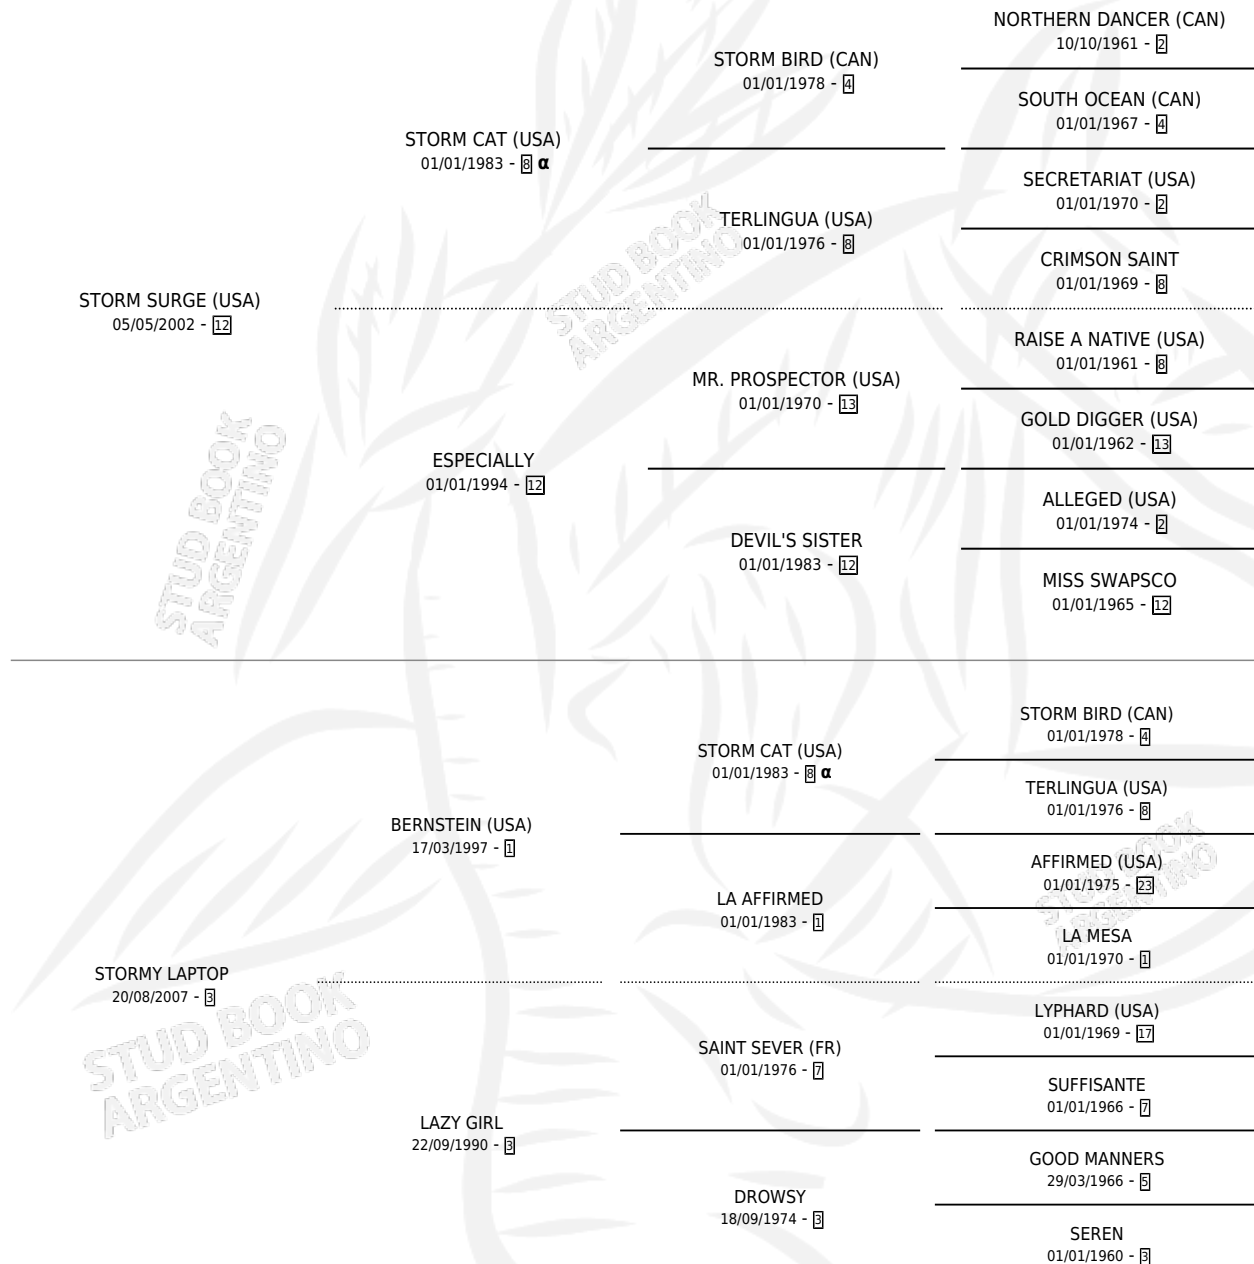 NORTHERN DANCER (CAN)
10/10/1961 - 2
STORM BIRD (CAN)
01/01/1978 - 4
SOUTH OCEAN (CAN)
01/01/1967 - 4
STORM CAT (USA)
01/01/1983 - 8 α
SECRETARIAT (USA)
01/01/1970 - 2
TERLINGUA (USA)
01/01/1976 - 8
CRIMSON SAINT
01/01/1969 - 8
STORM SURGE (USA)
05/05/2002 - 12
RAISE A NATIVE (USA)
01/01/1961 - 8
MR. PROSPECTOR (USA)
01/01/1970 - 13
GOLD DIGGER (USA)
01/01/1962 - 13
ESPECIALLY
01/01/1994 - 12
ALLEGED (USA)
01/01/1974 - 2
DEVIL'S SISTER
01/01/1983 - 12
MISS SWAPSCO
01/01/1965 - 12
STORM BIRD (CAN)
01/01/1978 - 4
STORM CAT (USA)
01/01/1983 - 8 α
TERLINGUA (USA)
01/01/1976 - 8
BERNSTEIN (USA)
17/03/1997 - 1
AFFIRMED (USA)
01/01/1975 - 23
LA AFFIRMED
01/01/1983 - 1
LA MESA
01/01/1970 - 1
STORMY LAPTOP
20/08/2007 - 3
LYPHARD (USA)
01/01/1969 - 17
SAINT SEVER (FR)
01/01/1976 - 7
SUFFISANTE
01/01/1966 - 7
LAZY GIRL
22/09/1990 - 3
GOOD MANNERS
29/03/1966 - 5
DROWSY
18/09/1974 - 3
SEREN
01/01/1960 - 3
STUD BOOK
ARGENTINO
STUD BOOK
ARGENTINO
STUD BOOK
ARGENTINO
STUD BOOK
ARGENTINO